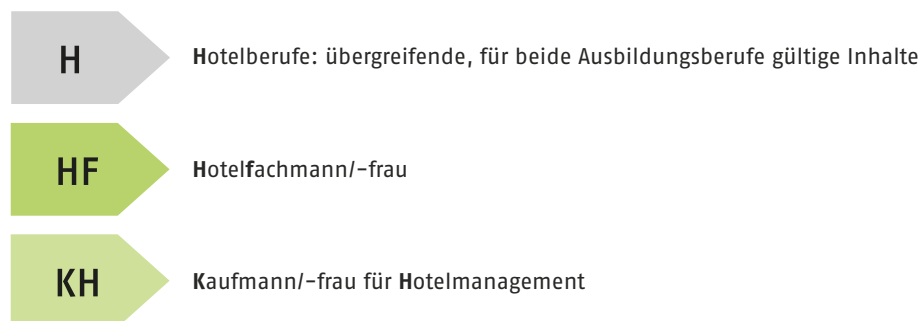 H
Hotelberufe: übergreifende, für beide Ausbildungsberufe gültige Inhalte
HF
Hotelfachmann/-frau
KH
Kaufmann/-frau für Hotelmanagement